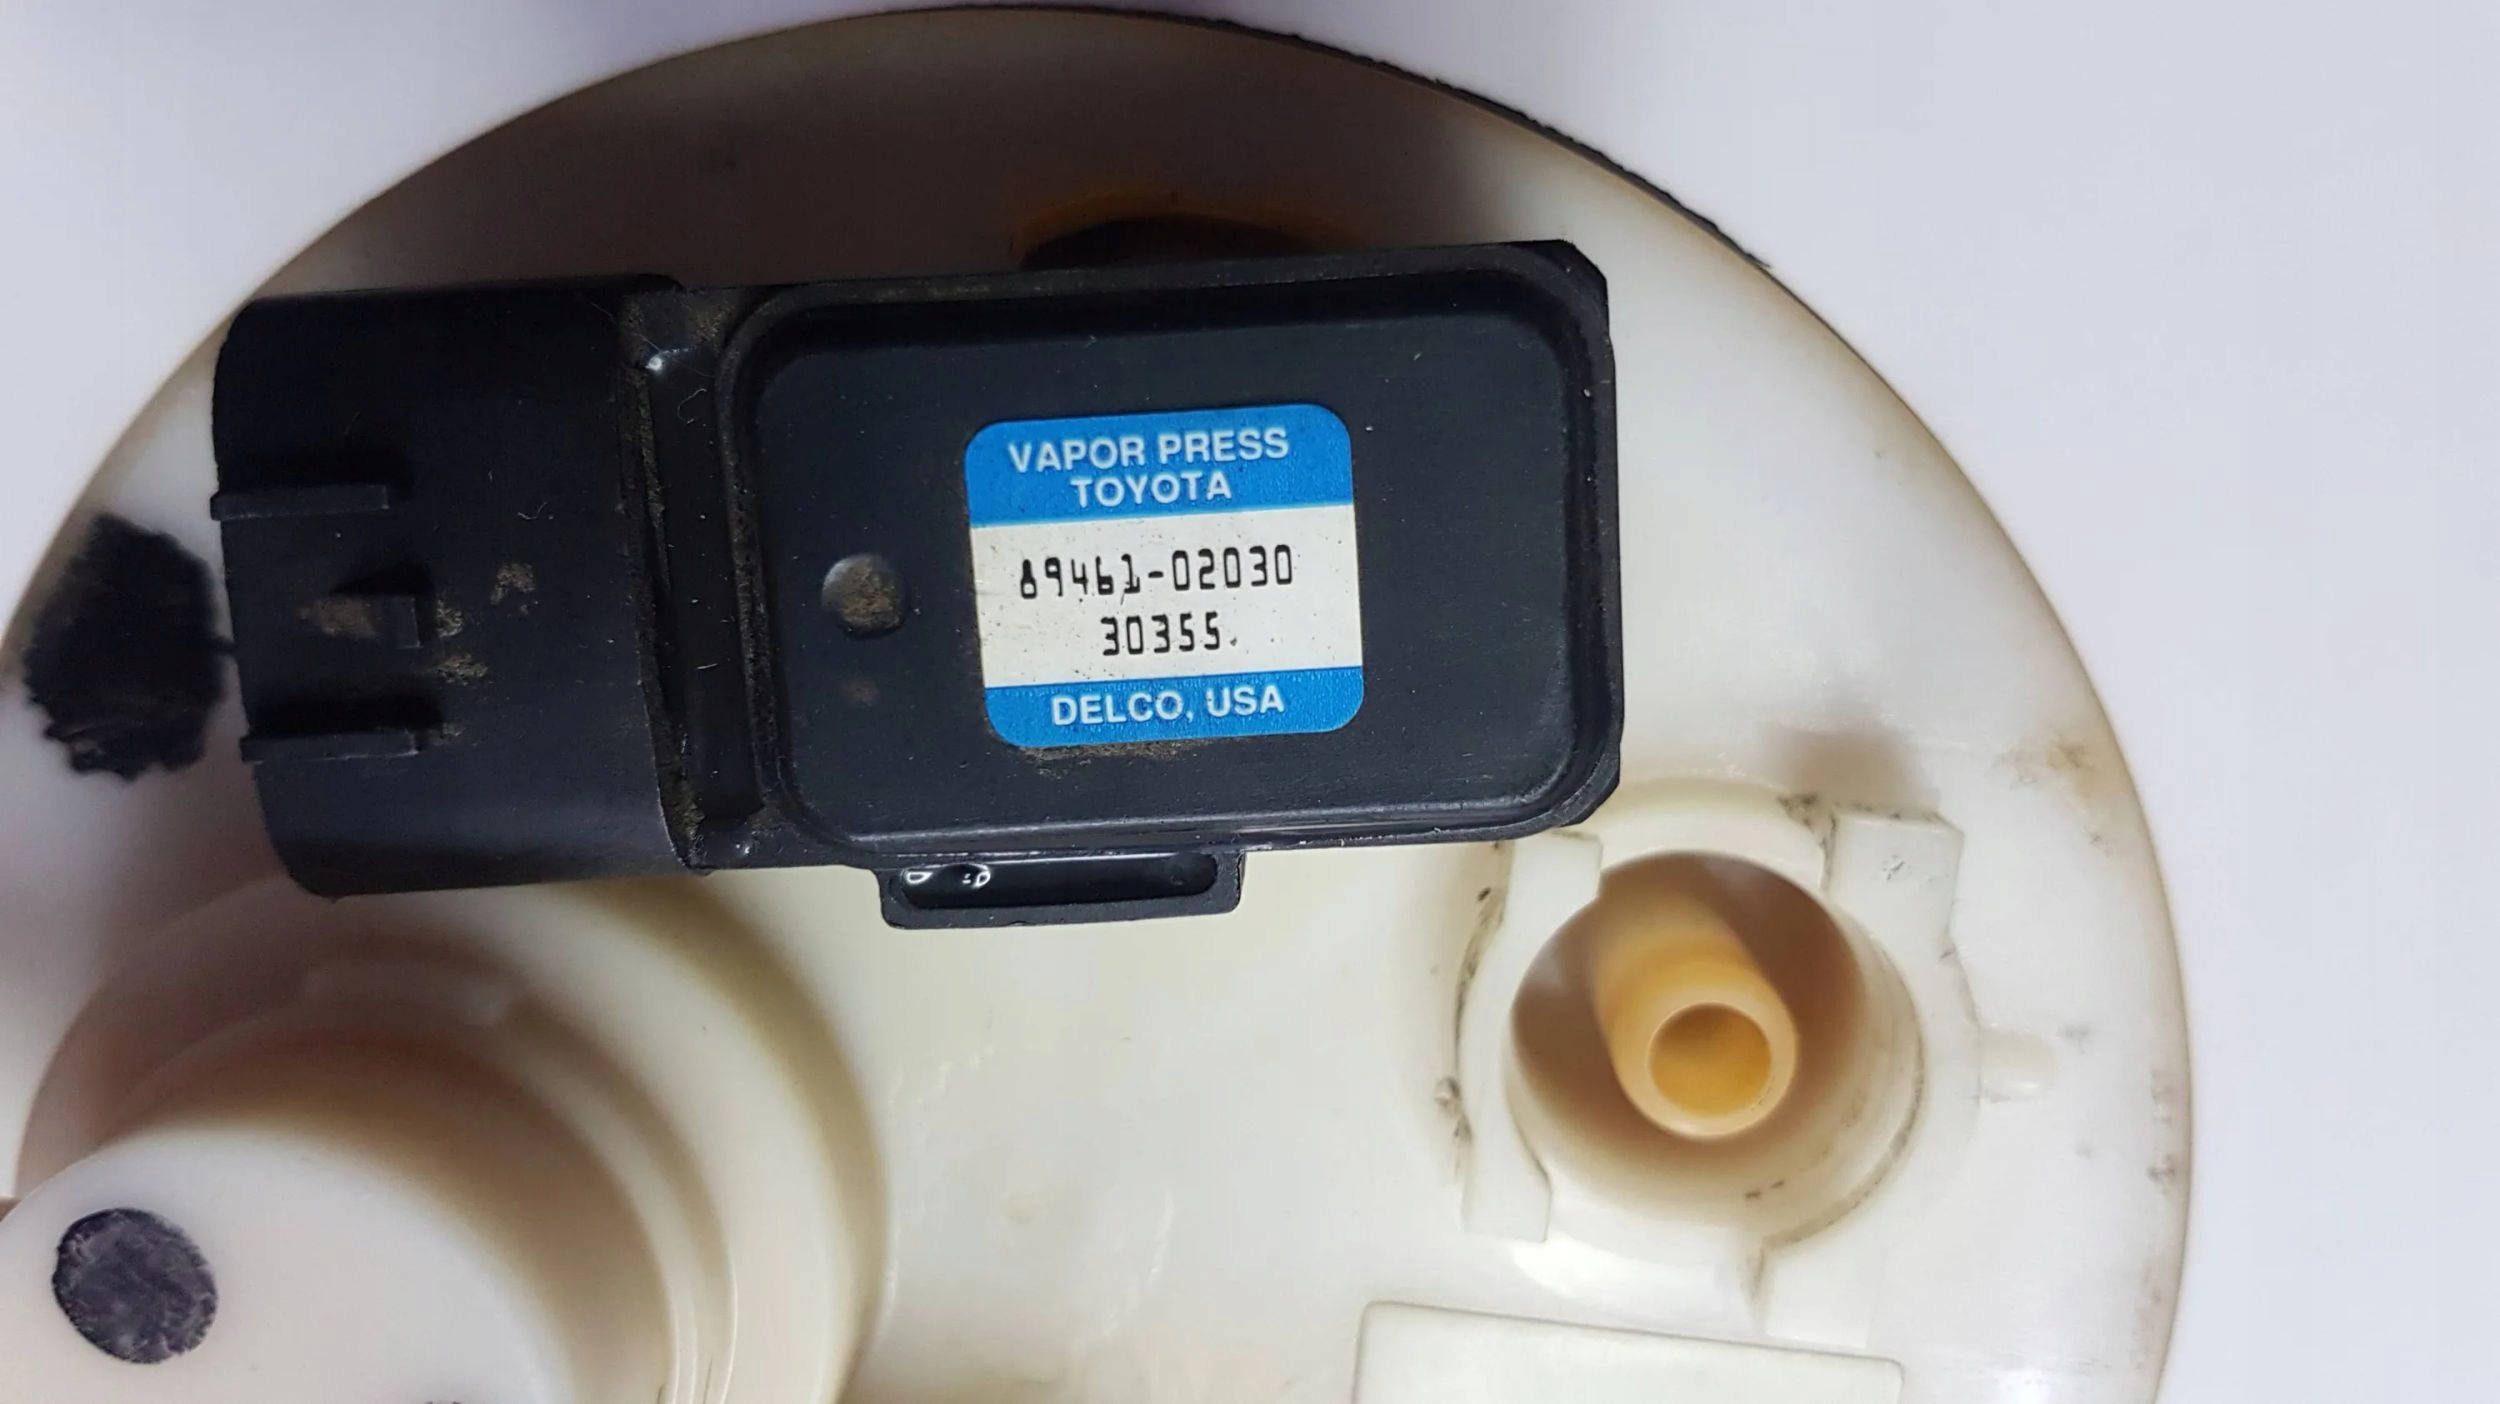 VAPOR PRESS
TOYOTA
89461-02030
30355.
DELCO, USA